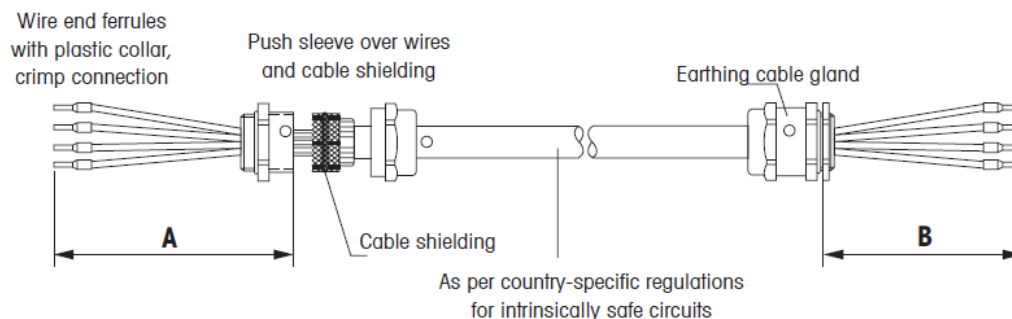 Wire end ferrules
with plastic collar,
crimp connection
Push sleeve over wires
and cable shielding
Earthing cable gland
A
B
Cable shielding
As per country-specific regulations
for intrinsically safe circuits